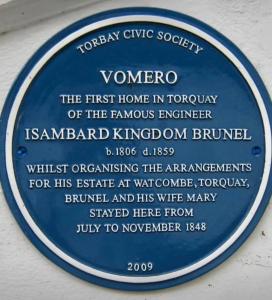 TORBAY CIVIC SOCIETY
VOMERO
THE FIRST HOME IN TORQUAY
OF THE FAMOUS ENGINEER
ISAMBARD KINGDOM BRUNEL
b.1806 d.1859
WHILST ORGANISING THE ARRANGEMENTS
FOR HIS ESTATE AT WATCOMBE, TORQUAY,
BRUNEL AND HIS WIFE MARY
STAYED HERE FROM
JULY TO NOVEMBER 1848
2009